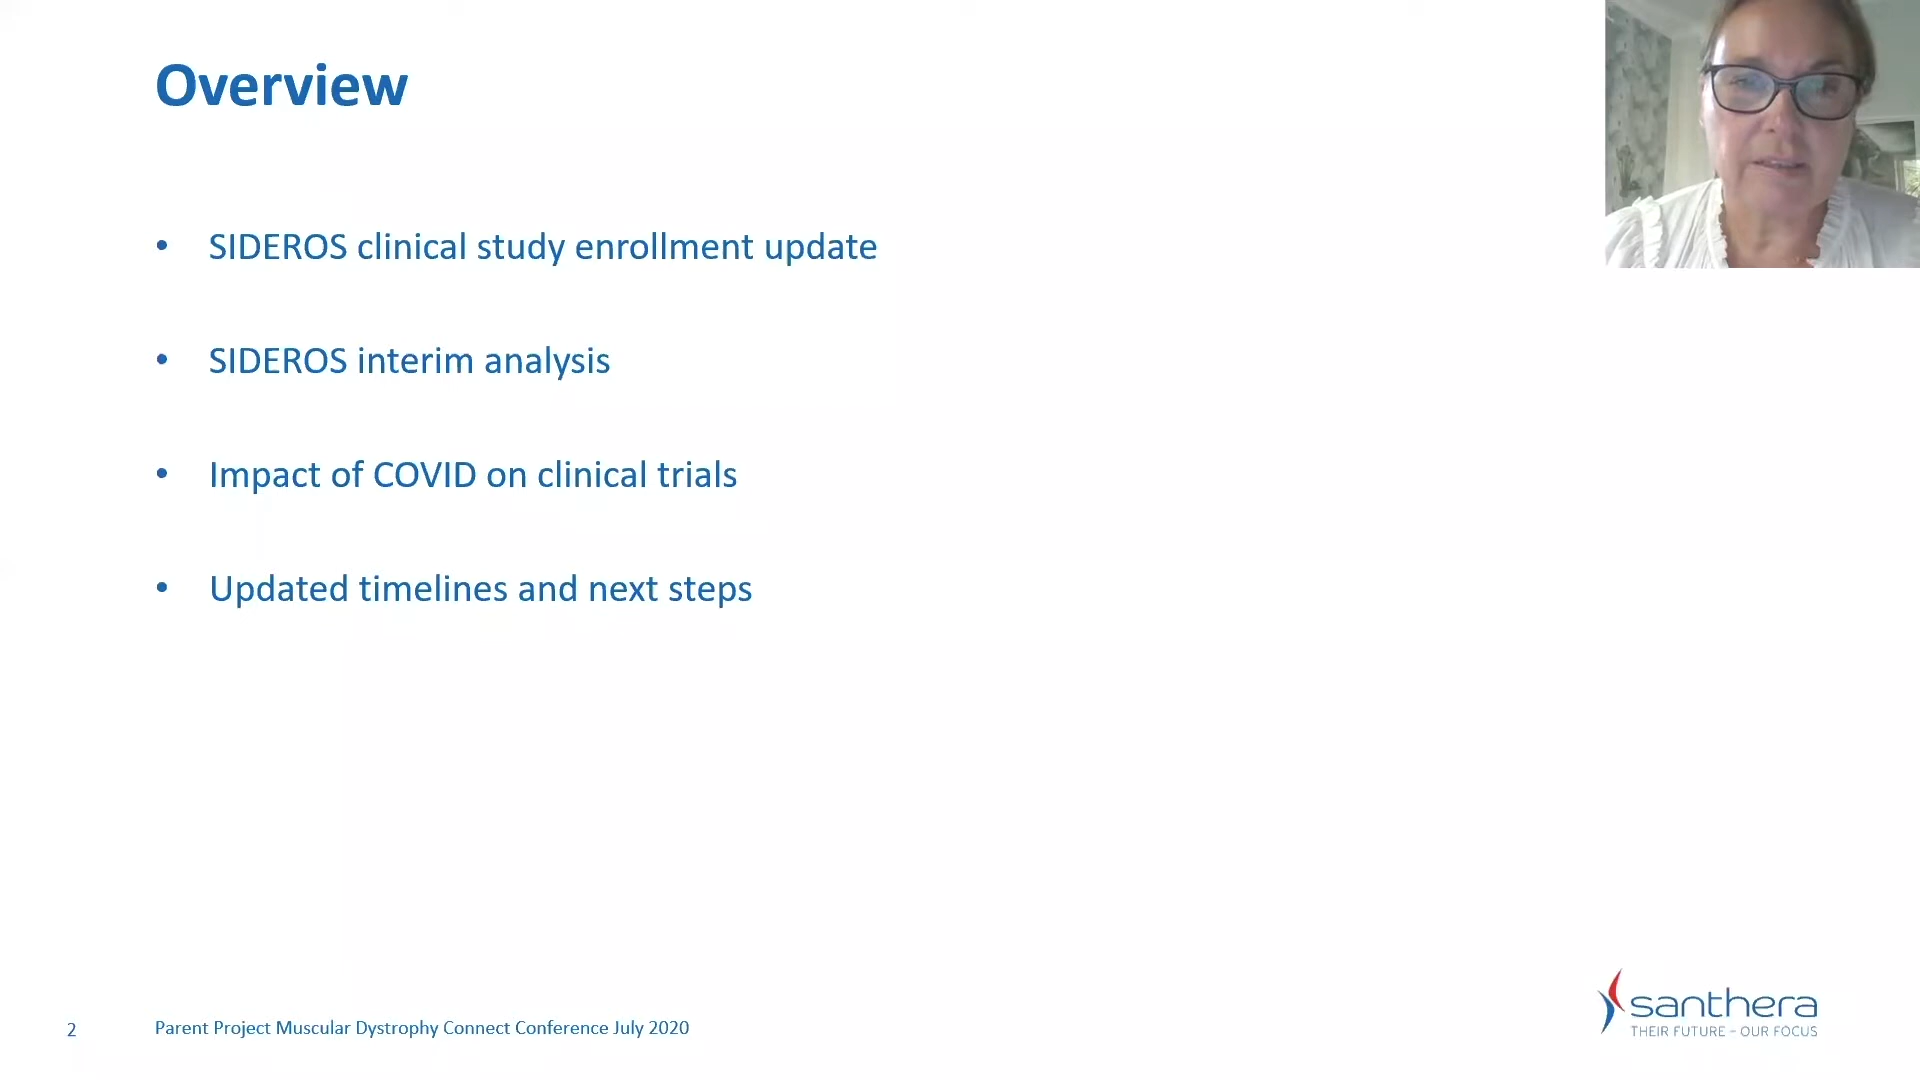 Overview
• SIDEROS clinical study enrollment update
• SIDEROS interim analysis
• Impact of COVID on clinical trials
• Updated timelines and next steps
2
Parent Project Muscular Dystrophy Connect Conference July 2020
santhera
THEIR FUTURE – OUR FOCUS